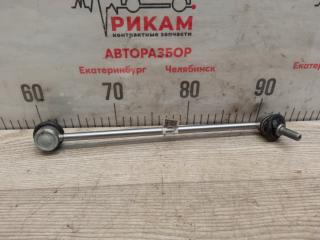 РИКАМ
контрактные запчасти
АВТОРАЗБОР
Екатеринбург Челябинск
60 70 80 90